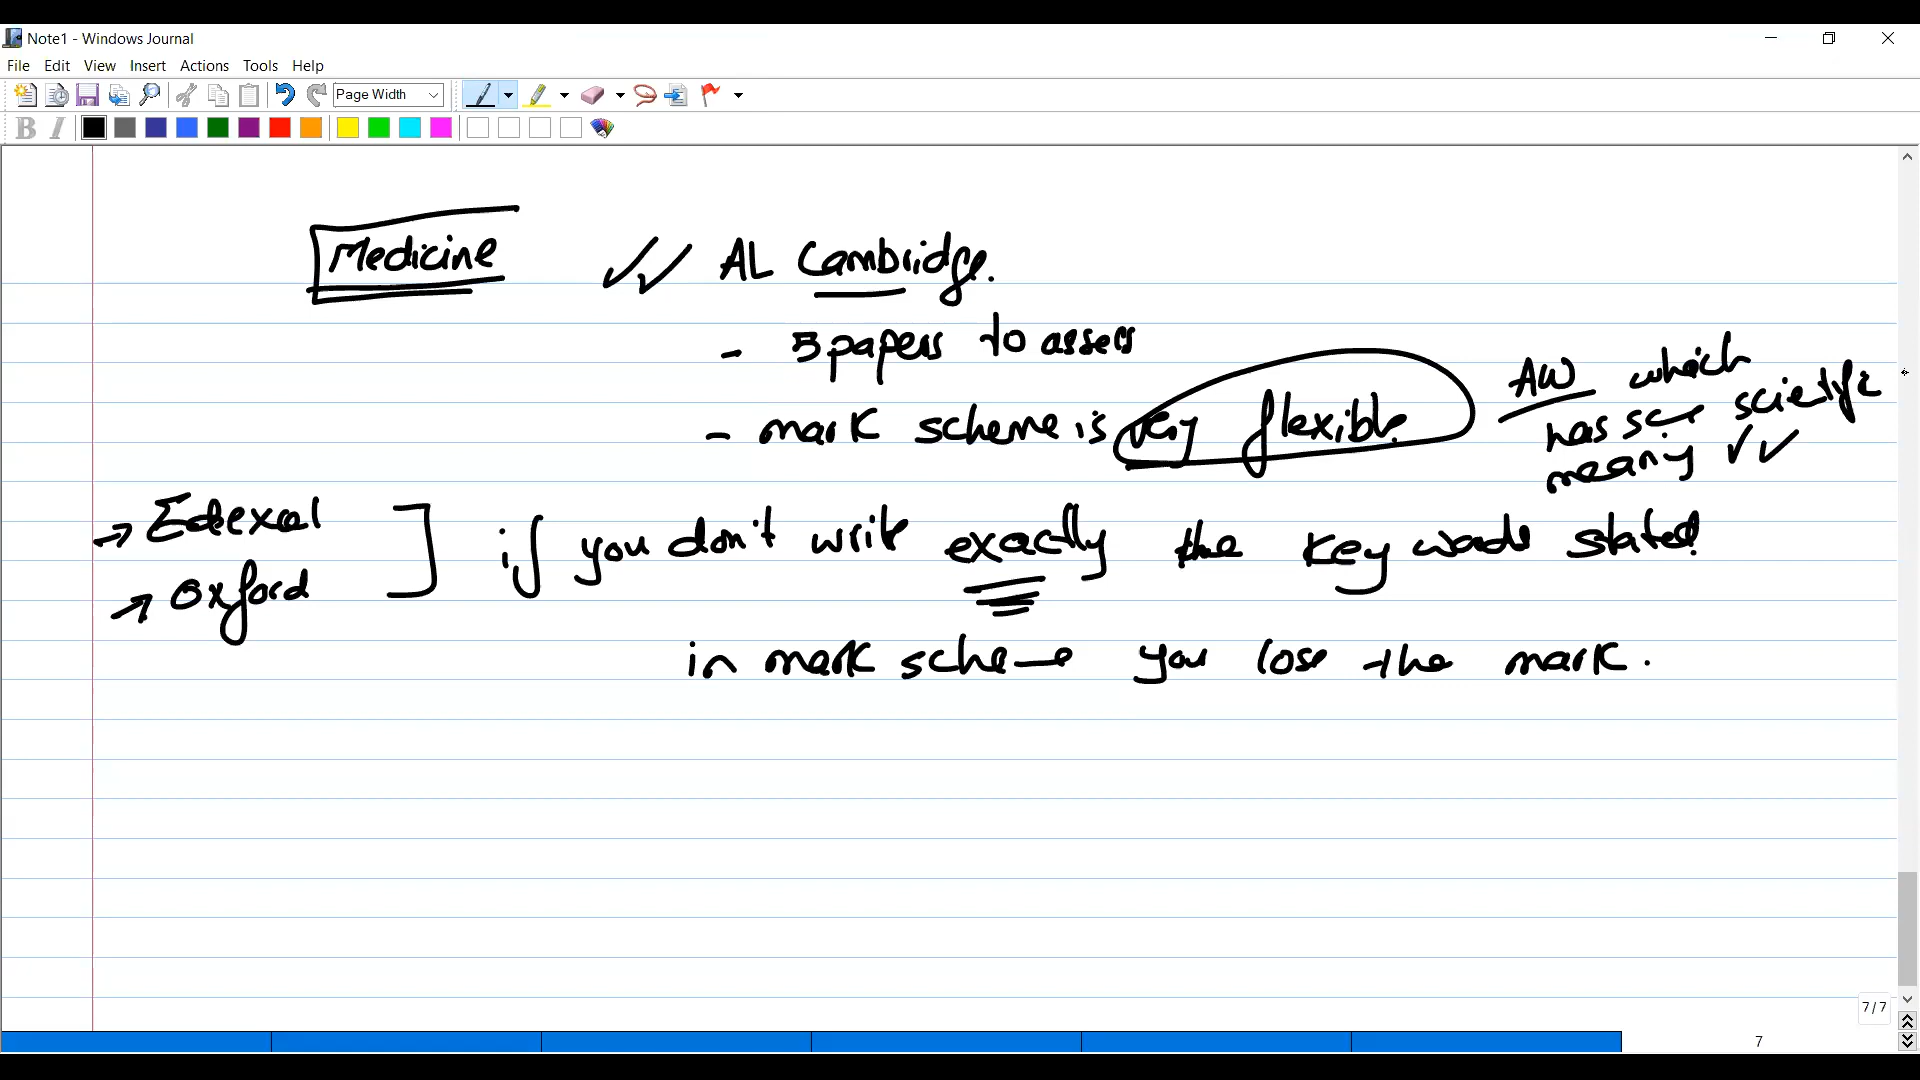 Note1 - Windows Journal
File Edit View Insert Actions Tools Help
Page Width
B I
Medicine ✓✓ AL Cambridge.
- 5 papers to assess
- mark scheme is very flexible
AW which
has scientific
meaning ✓✓
→ Edexcel
→ Oxford
if you don't write exactly the key words stated
in mark scheme you lose the mark.
7/7
7